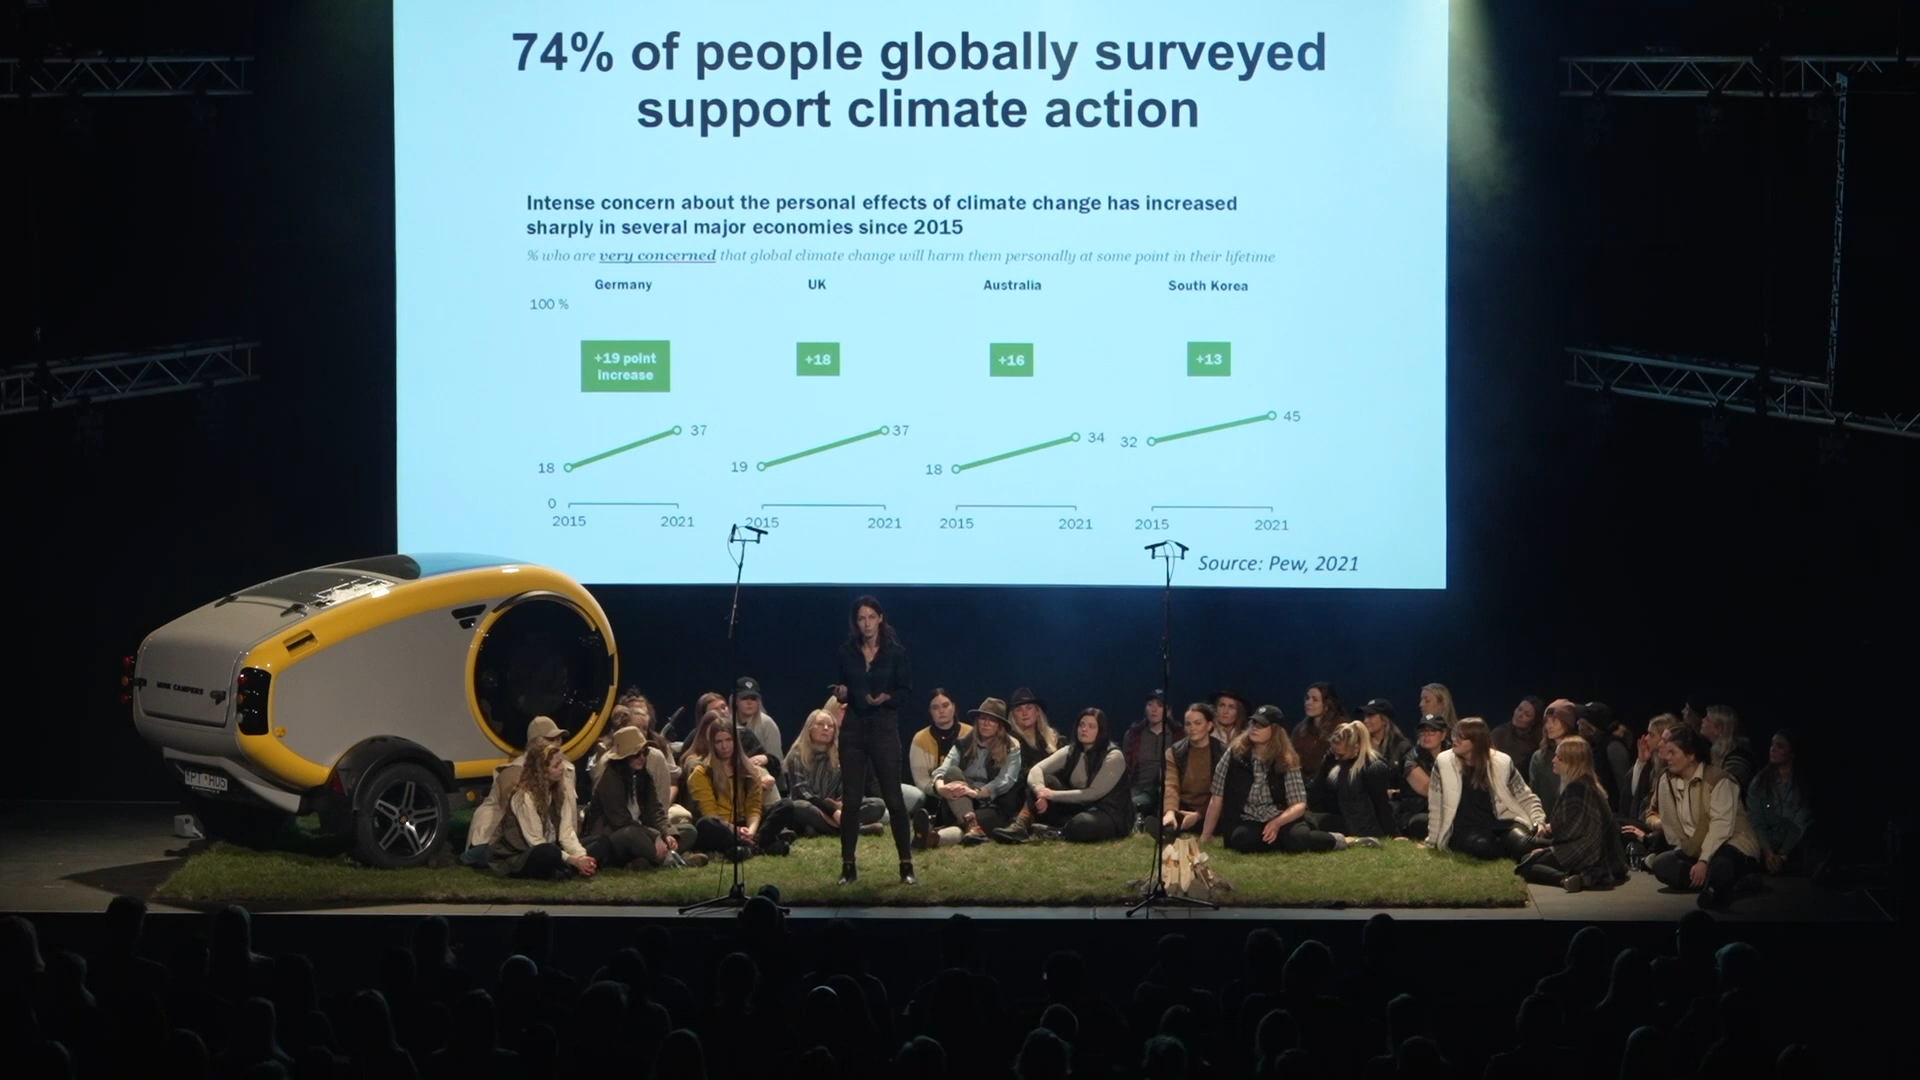 74% of people globally surveyed
support climate action
Intense concern about the personal effects of climate change has increased
sharply in several major economies since 2015
% who are very concerned that global climate change will harm them personally at some point in their lifetime
Germany UK Australia South Korea
100 %
+19 point
increase
+18 +16 +13
18 37
19 37
18 34
32 45
0
2015 2021 2015 2021 2015 2021 2015 2021
Source: Pew, 2021
MINK CAMPERS